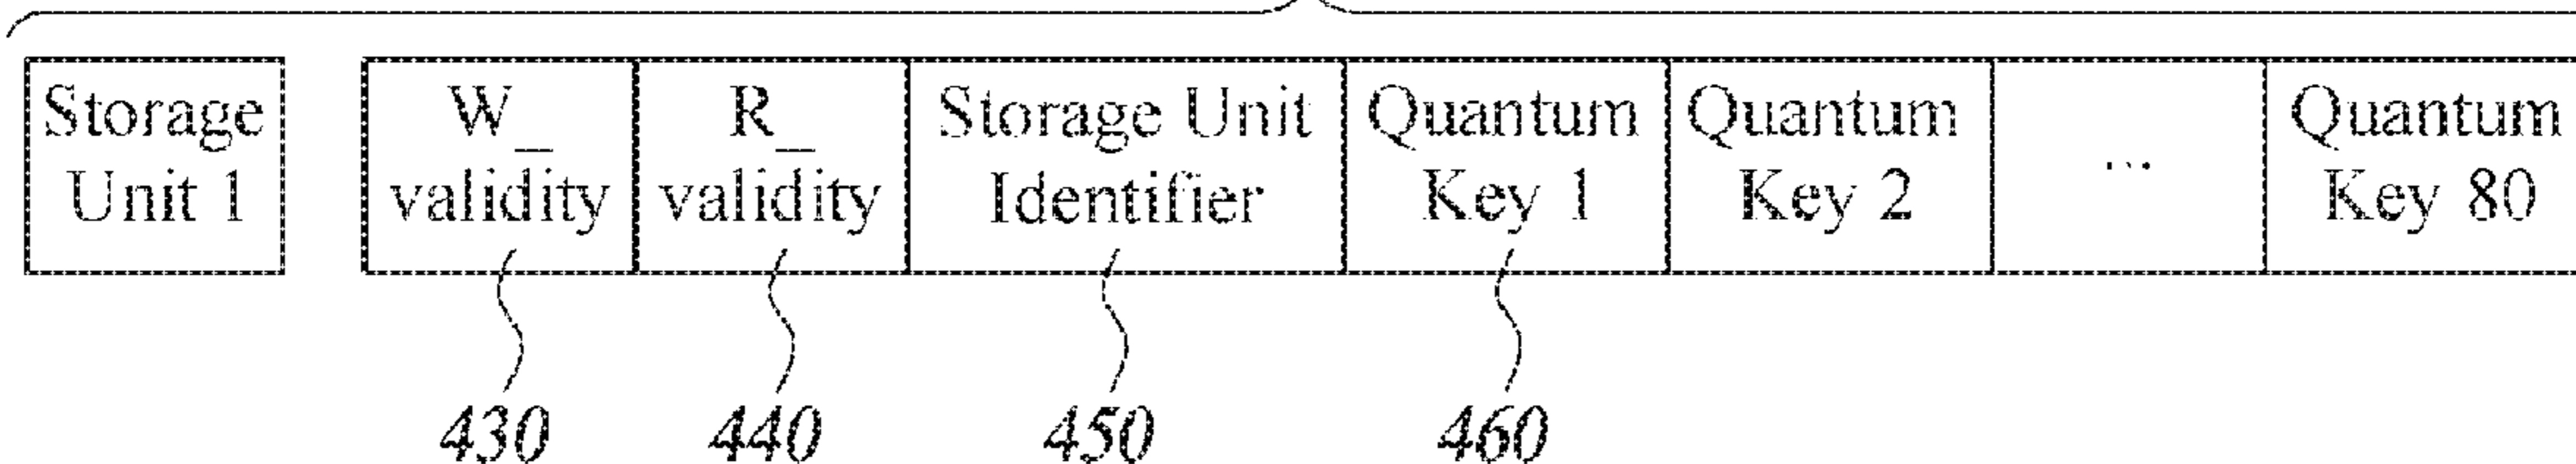 Storage Unit 1
W_ validity
R_ validity
Storage Unit Identifier
Quantum Key 1
Quantum Key 2
...
Quantum Key 80
430
440
450
460